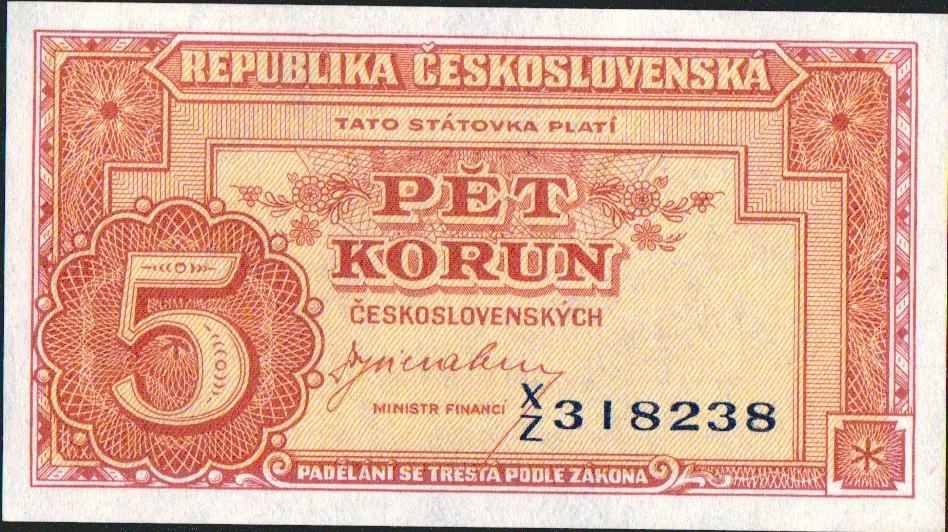 REPUBLIKA ČESKOSLOVENSKÁ
TATO STÁTOVKA PLATÍ
PĚT
KORUN
ČESKOSLOVENSKÝCH
5
MINISTR FINANCÍ
X/Z 318238
PADĚLÁNÍ SE TRESTÁ PODLE ZÁKONA